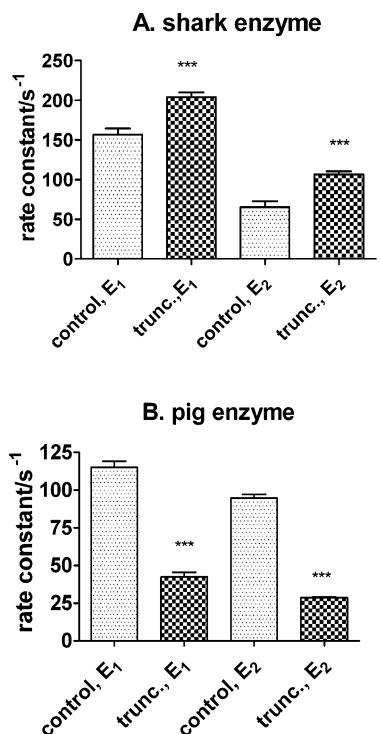 A. shark enzyme
rate constant/s⁻¹
250
200
150
100
50
0
***
***
control, E₁
trunc.,E₁
control, E₂
trunc., E₂
B. pig enzyme
rate constant/s⁻¹
125
100
75
50
25
0
***
***
control, E₁
trunc., E₁
control, E₂
trunc., E₂